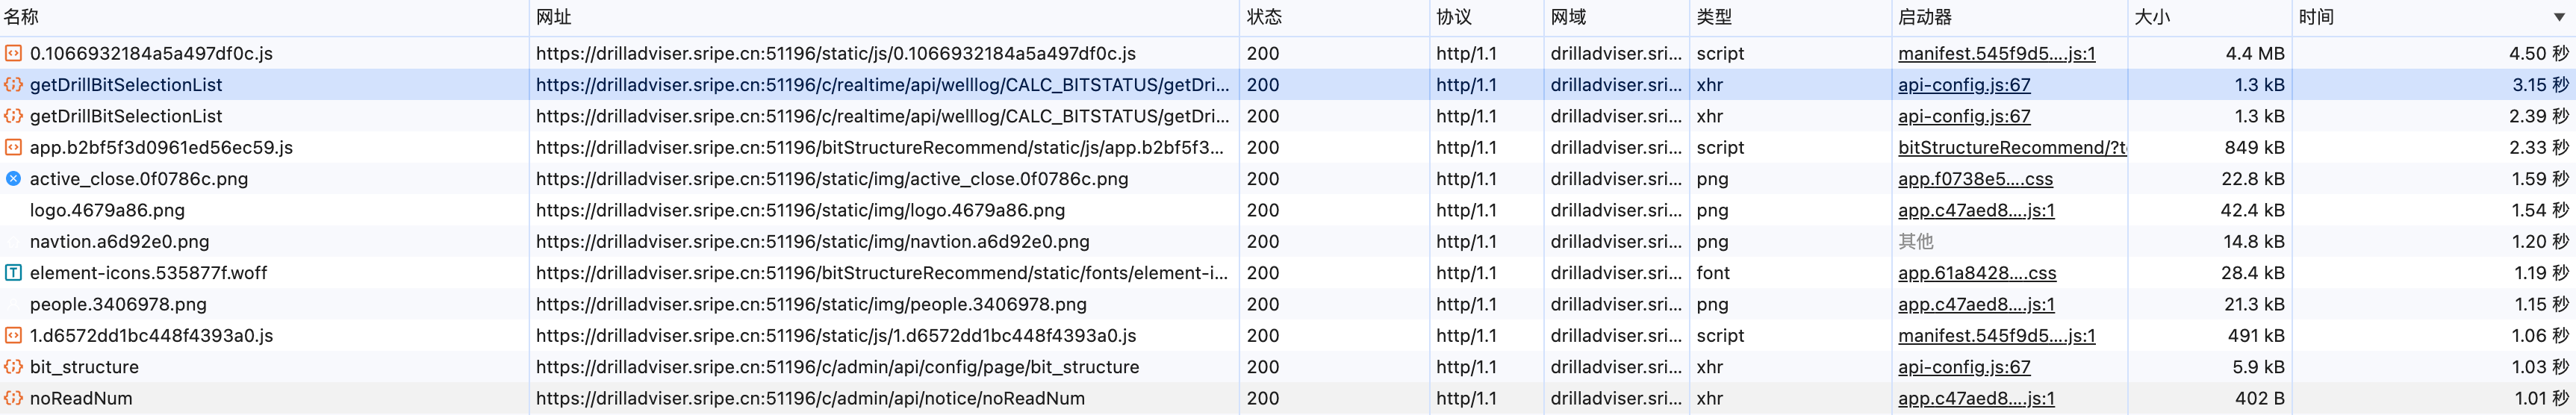 名称 网址 状态 协议 网域 类型 启动器 大小 时间
0.1066932184a5a497df0c.js https://drilladviser.sripe.cn:51196/static/js/0.1066932184a5a497df0c.js 200 http/1.1 drilladviser.sri... script manifest.545f9d5....js:1 4.4 MB 4.50 秒
getDrillBitSelectionList https://drilladviser.sripe.cn:51196/c/realtime/api/welllog/CALC_BITSTATUS/getDri... 200 http/1.1 drilladviser.sri... xhr api-config.js:67 1.3 kB 3.15 秒
getDrillBitSelectionList https://drilladviser.sripe.cn:51196/c/realtime/api/welllog/CALC_BITSTATUS/getDri... 200 http/1.1 drilladviser.sri... xhr api-config.js:67 1.3 kB 2.39 秒
app.b2bf5f3d0961ed56ec59.js https://drilladviser.sripe.cn:51196/bitStructureRecommend/static/js/app.b2bf5f3... 200 http/1.1 drilladviser.sri... script bitStructureRecommend/?t 849 kB 2.33 秒
active_close.0f0786c.png https://drilladviser.sripe.cn:51196/static/img/active_close.0f0786c.png 200 http/1.1 drilladviser.sri... png app.f0738e5....css 22.8 kB 1.59 秒
logo.4679a86.png https://drilladviser.sripe.cn:51196/static/img/logo.4679a86.png 200 http/1.1 drilladviser.sri... png app.c47aed8....js:1 42.4 kB 1.54 秒
navtion.a6d92e0.png https://drilladviser.sripe.cn:51196/static/img/navtion.a6d92e0.png 200 http/1.1 drilladviser.sri... png 其他 14.8 kB 1.20 秒
element-icons.535877f.woff https://drilladviser.sripe.cn:51196/bitStructureRecommend/static/fonts/element-i... 200 http/1.1 drilladviser.sri... font app.61a8428....css 28.4 kB 1.19 秒
people.3406978.png https://drilladviser.sripe.cn:51196/static/img/people.3406978.png 200 http/1.1 drilladviser.sri... png app.c47aed8....js:1 21.3 kB 1.15 秒
1.d6572dd1bc448f4393a0.js https://drilladviser.sripe.cn:51196/static/js/1.d6572dd1bc448f4393a0.js 200 http/1.1 drilladviser.sri... script manifest.545f9d5....js:1 491 kB 1.06 秒
bit_structure https://drilladviser.sripe.cn:51196/c/admin/api/config/page/bit_structure 200 http/1.1 drilladviser.sri... xhr api-config.js:67 5.9 kB 1.03 秒
noReadNum https://drilladviser.sripe.cn:51196/c/admin/api/notice/noReadNum 200 http/1.1 drilladviser.sri... xhr app.c47aed8....js:1 402 B 1.01 秒